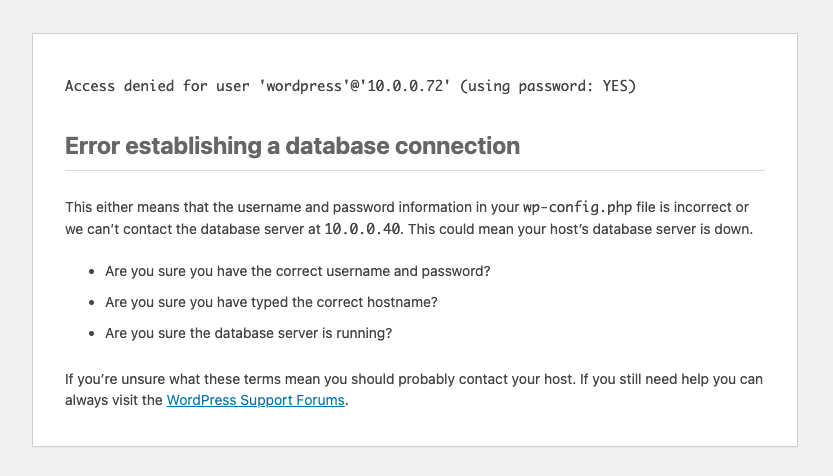 Access denied for user 'wordpress'@'10.0.0.72' (using password: YES)
Error establishing a database connection
This either means that the username and password information in your wp-config.php file is incorrect or
we can’t contact the database server at 10.0.0.40. This could mean your host’s database server is down.
• Are you sure you have the correct username and password?
• Are you sure you have typed the correct hostname?
• Are you sure the database server is running?
If you’re unsure what these terms mean you should probably contact your host. If you still need help you can
always visit the WordPress Support Forums.